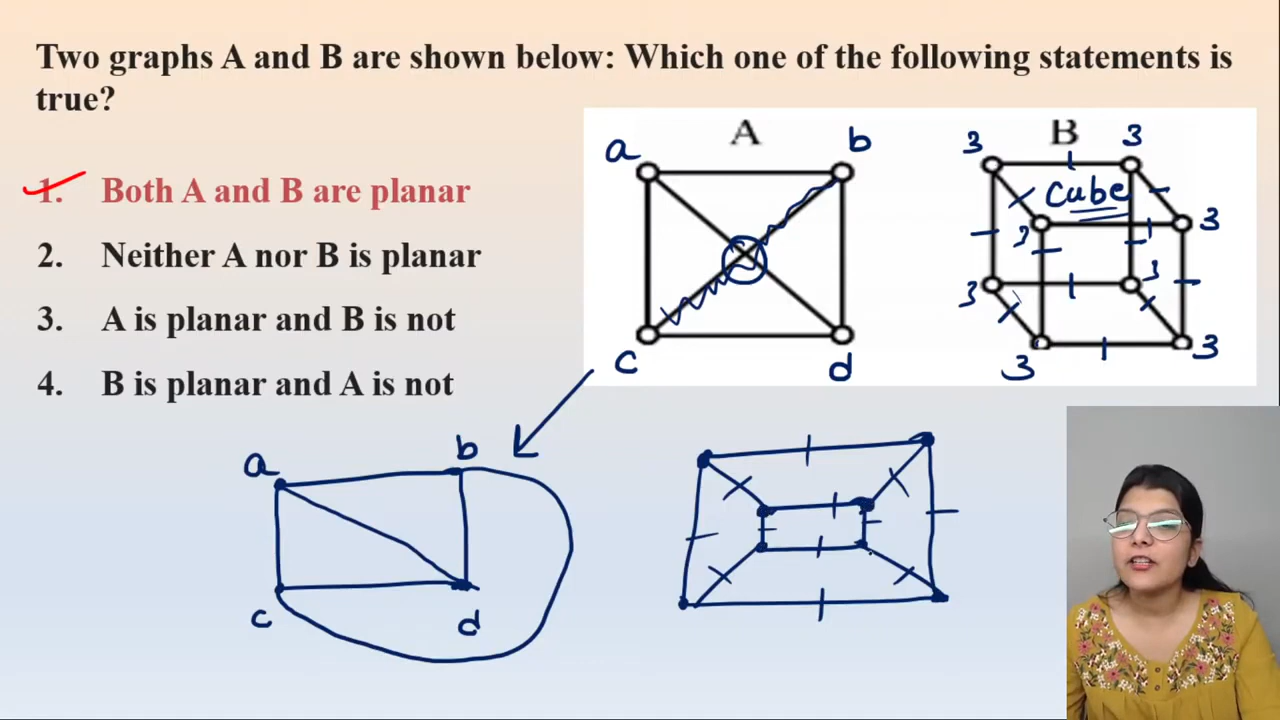 Two graphs A and B are shown below: Which one of the following statements is
true?
1. Both A and B are planar
2. Neither A nor B is planar
3. A is planar and B is not
4. B is planar and A is not
A
a
b
c
d
B
3 3
Cube
3 3
3 3
3 3
a
b
c
d